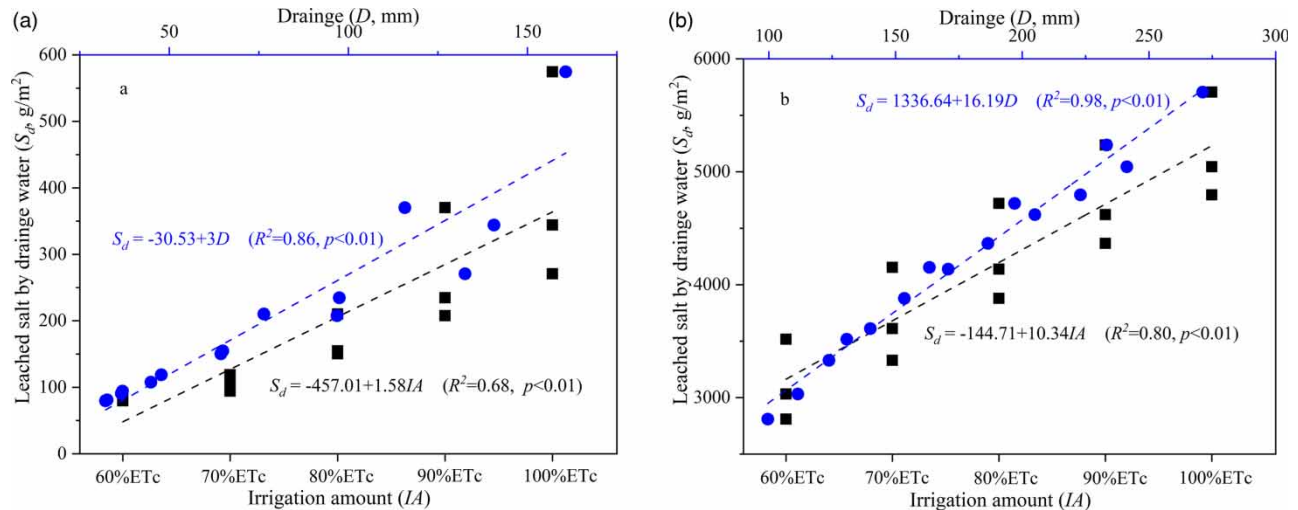 (a)
Drainge (D, mm)
50 100 150
600
500
400
300
200
100
0
Leached salt by drainge water (Sd, g/m2)
a
Sd = -30.53+3D (R2=0.86, p<0.01)
Sd = -457.01+1.58IA (R2=0.68, p<0.01)
60%ETc 70%ETc 80%ETc 90%ETc 100%ETc
Irrigation amount (IA)
(b)
Drainge (D, mm)
100 150 200 250 300
6000
5000
4000
3000
Leached salt by drainge water (Sd, g/m2)
b
Sd = 1336.64+16.19D (R2=0.98, p<0.01)
Sd = -144.71+10.34IA (R2=0.80, p<0.01)
60%ETc 70%ETc 80%ETc 90%ETc 100%ETc
Irrigation amount (IA)